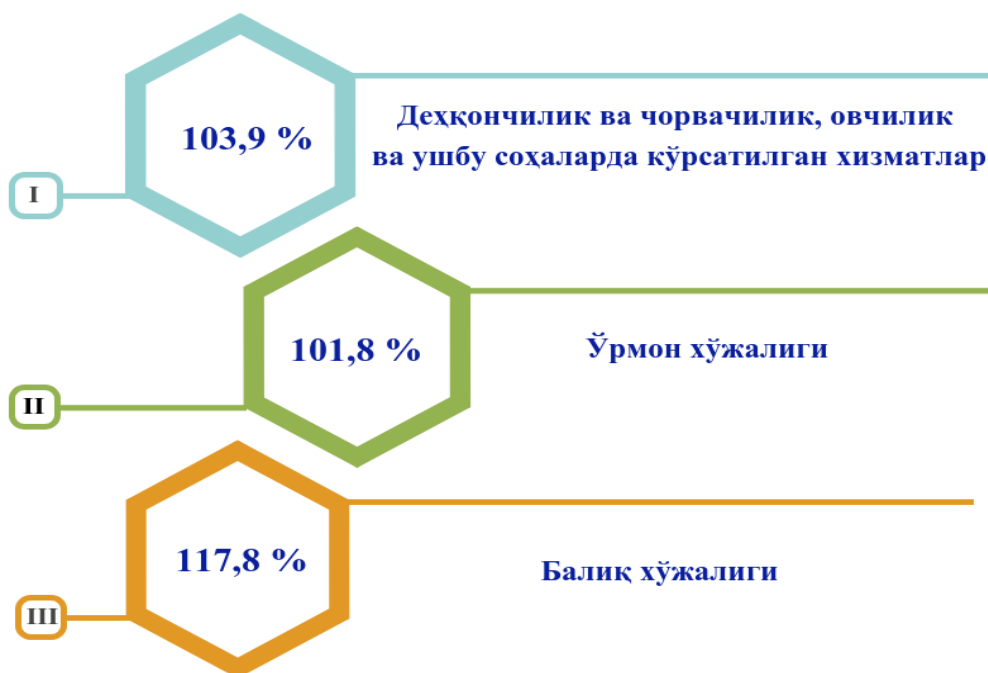 103,9 %
Деҳқончилик ва чорвачилик, овчилик
ва ушбу соҳаларда кўрсатилган хизматлар
I
101,8 %
Ўрмон хўжалиги
II
117,8 %
Балиқ хўжалиги
III